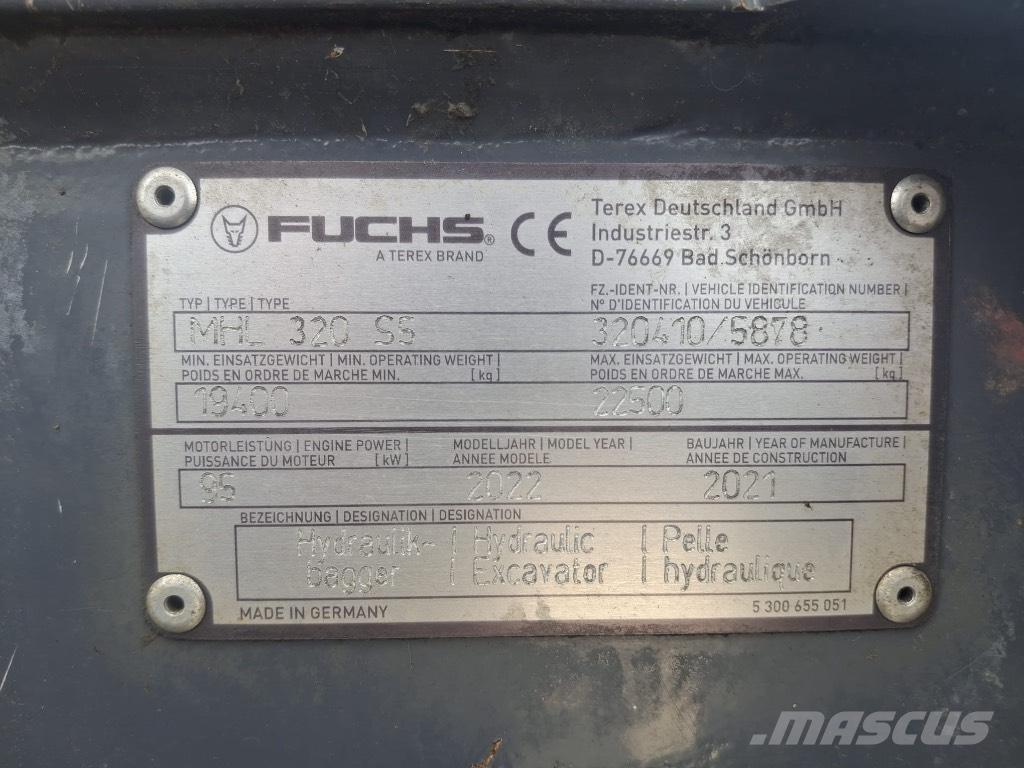 FUCHS®
A TEREX BRAND
CE
Terex Deutschland GmbH
Industriestr. 3
D-76669 Bad Schönborn
TYP | TYPE | TYPE
FZ.-IDENT-NR. | VEHICLE IDENTIFICATION NUMBER |
N° D'IDENTIFICATION DU VEHICULE
MHL 320 S5
320410/5878
MIN. EINSATZGEWICHT | MIN. OPERATING WEIGHT |
POIDS EN ORDRE DE MARCHE MIN. [kg]
MAX. EINSATZGEWICHT | MAX. OPERATING WEIGHT |
POIDS EN ORDRE DE MARCHE MAX. [kg]
19400
22500
MOTORLEISTUNG | ENGINE POWER |
PUISSANCE DU MOTEUR [kW]
MODELLJAHR | MODEL YEAR |
ANNEE MODELE
BAUJAHR | YEAR OF MANUFACTURE |
ANNEE DE CONSTRUCTION
95
2022
2021
BEZEICHNUNG | DESIGNATION | DESIGNATION
Hydraulik- | Hydraulic | Pelle
bagger | Excavator | hydraulique
MADE IN GERMANY
5 300 655 051
MASCUS